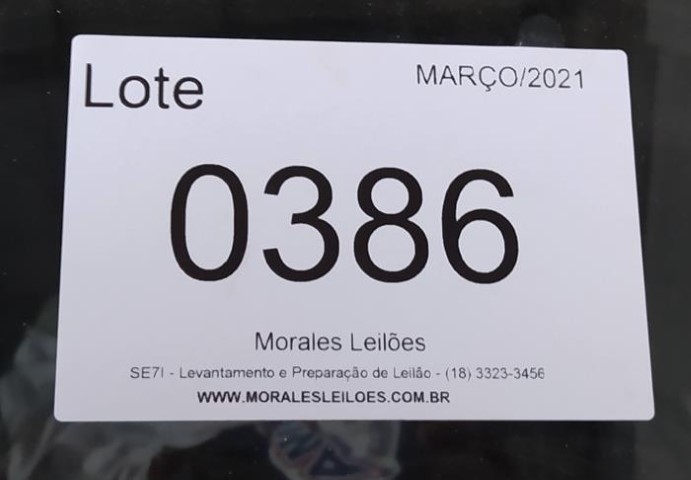 Lote
MARÇO/2021
0386
Morales Leilões
SE7I - Levantamento e Preparação de Leilão - (18) 3323-3456
WWW.MORALESLEILOES.COM.BR